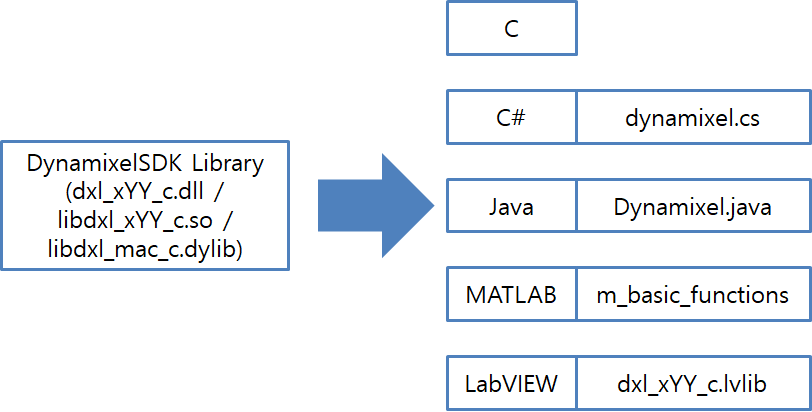 DynamixelSDK Library
(dxl_xYY_c.dll /
libdxl_xYY_c.so /
libdxl_mac_c.dylib)
C
C# dynamixel.cs
Java Dynamixel.java
MATLAB m_basic_functions
LabVIEW dxl_xYY_c.lvlib